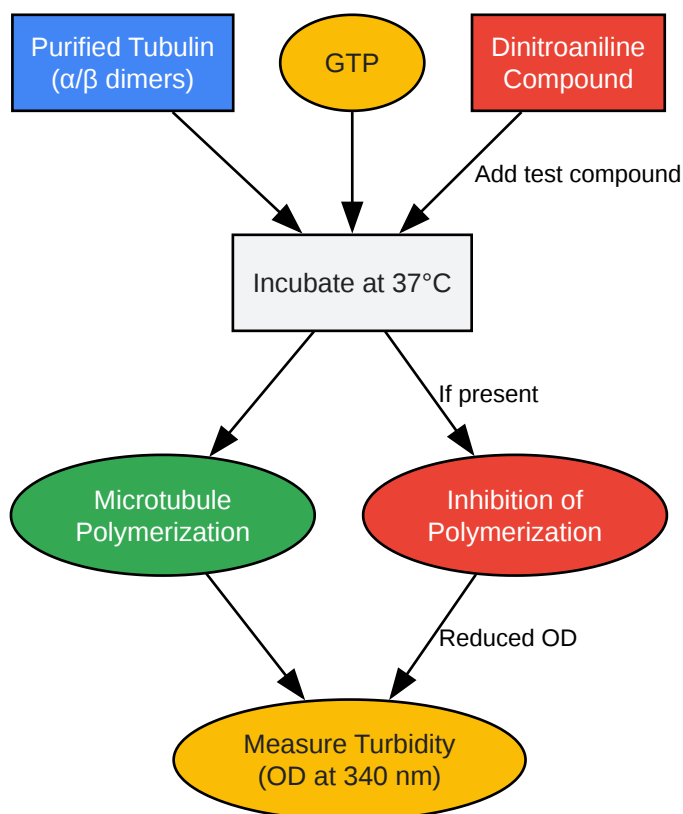 Purified Tubulin
(α/β dimers)
GTP
Dinitroaniline
Compound
Add test compound
Incubate at 37°C
If present
Microtubule
Polymerization
Inhibition of
Polymerization
Reduced OD
Measure Turbidity
(OD at 340 nm)